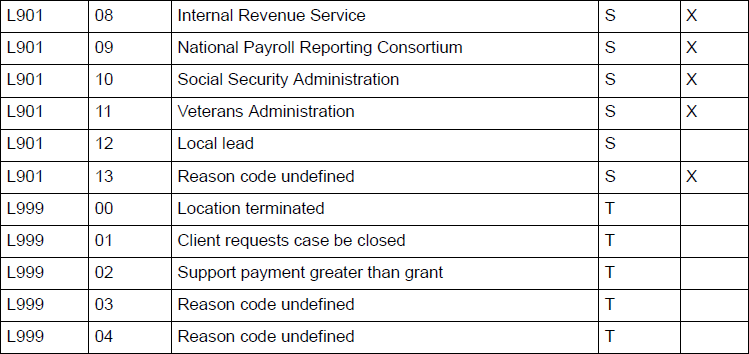 L901 08 Internal Revenue Service S X
L901 09 National Payroll Reporting Consortium S X
L901 10 Social Security Administration S X
L901 11 Veterans Administration S X
L901 12 Local lead S
L901 13 Reason code undefined S X
L999 00 Location terminated T
L999 01 Client requests case be closed T
L999 02 Support payment greater than grant T
L999 03 Reason code undefined T
L999 04 Reason code undefined T